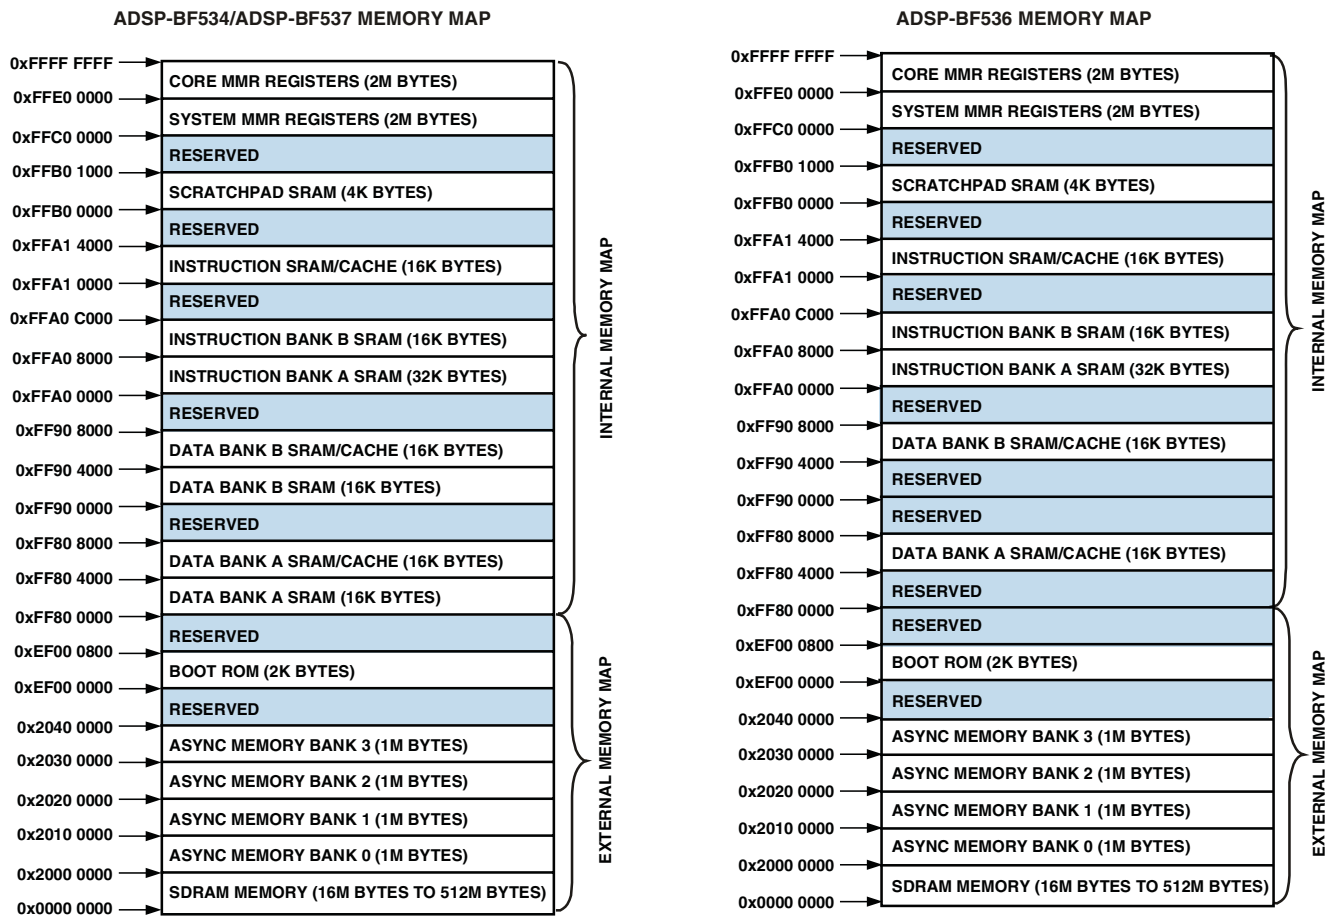 ADSP-BF534/ADSP-BF537 MEMORY MAP
0xFFFF FFFF
CORE MMR REGISTERS (2M BYTES)
0xFFE0 0000
SYSTEM MMR REGISTERS (2M BYTES)
0xFFC0 0000
RESERVED
0xFFB0 1000
SCRATCHPAD SRAM (4K BYTES)
0xFFB0 0000
RESERVED
0xFFA1 4000
INSTRUCTION SRAM/CACHE (16K BYTES)
0xFFA1 0000
RESERVED
0xFFA0 C000
INSTRUCTION BANK B SRAM (16K BYTES)
0xFFA0 8000
INSTRUCTION BANK A SRAM (32K BYTES)
0xFFA0 0000
RESERVED
0xFF90 8000
DATA BANK B SRAM/CACHE (16K BYTES)
0xFF90 4000
DATA BANK B SRAM (16K BYTES)
0xFF90 0000
RESERVED
0xFF80 8000
DATA BANK A SRAM/CACHE (16K BYTES)
0xFF80 4000
DATA BANK A SRAM (16K BYTES)
0xFF80 0000
RESERVED
0xEF00 0800
BOOT ROM (2K BYTES)
0xEF00 0000
RESERVED
0x2040 0000
ASYNC MEMORY BANK 3 (1M BYTES)
0x2030 0000
ASYNC MEMORY BANK 2 (1M BYTES)
0x2020 0000
ASYNC MEMORY BANK 1 (1M BYTES)
0x2010 0000
ASYNC MEMORY BANK 0 (1M BYTES)
0x2000 0000
SDRAM MEMORY (16M BYTES TO 512M BYTES)
0x0000 0000
INTERNAL MEMORY MAP
EXTERNAL MEMORY MAP
ADSP-BF536 MEMORY MAP
0xFFFF FFFF
CORE MMR REGISTERS (2M BYTES)
0xFFE0 0000
SYSTEM MMR REGISTERS (2M BYTES)
0xFFC0 0000
RESERVED
0xFFB0 1000
SCRATCHPAD SRAM (4K BYTES)
0xFFB0 0000
RESERVED
0xFFA1 4000
INSTRUCTION SRAM/CACHE (16K BYTES)
0xFFA1 0000
RESERVED
0xFFA0 C000
INSTRUCTION BANK B SRAM (16K BYTES)
0xFFA0 8000
INSTRUCTION BANK A SRAM (32K BYTES)
0xFFA0 0000
RESERVED
0xFF90 8000
DATA BANK B SRAM/CACHE (16K BYTES)
0xFF90 4000
RESERVED
0xFF90 0000
RESERVED
0xFF80 8000
DATA BANK A SRAM/CACHE (16K BYTES)
0xFF80 4000
RESERVED
0xFF80 0000
RESERVED
0xEF00 0800
BOOT ROM (2K BYTES)
0xEF00 0000
RESERVED
0x2040 0000
ASYNC MEMORY BANK 3 (1M BYTES)
0x2030 0000
ASYNC MEMORY BANK 2 (1M BYTES)
0x2020 0000
ASYNC MEMORY BANK 1 (1M BYTES)
0x2010 0000
ASYNC MEMORY BANK 0 (1M BYTES)
0x2000 0000
SDRAM MEMORY (16M BYTES TO 512M BYTES)
0x0000 0000
INTERNAL MEMORY MAP
EXTERNAL MEMORY MAP